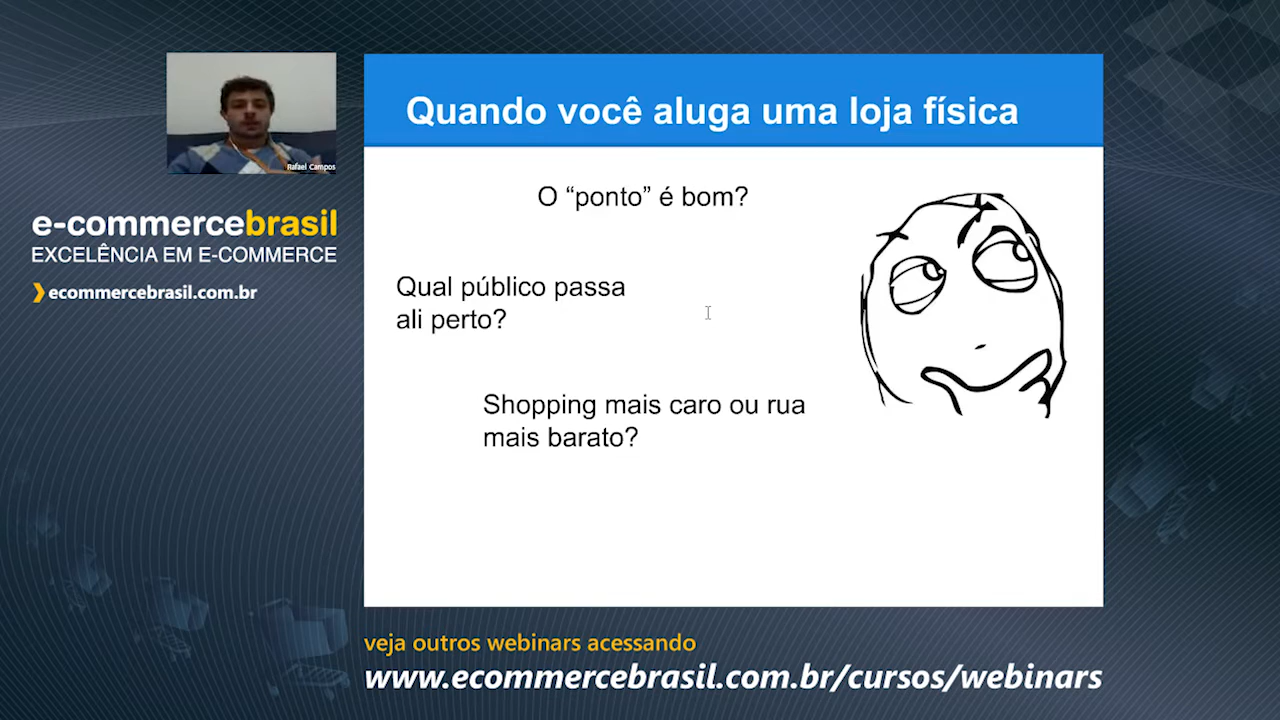 Quando você aluga uma loja física
Rafael Campos
O “ponto” é bom?
e-commercebrasil
EXCELÊNCIA EM E-COMMERCE
ecommercebrasil.com.br
Qual público passa
ali perto?
Shopping mais caro ou rua
mais barato?
veja outros webinars acessando
www.ecommercebrasil.com.br/cursos/webinars